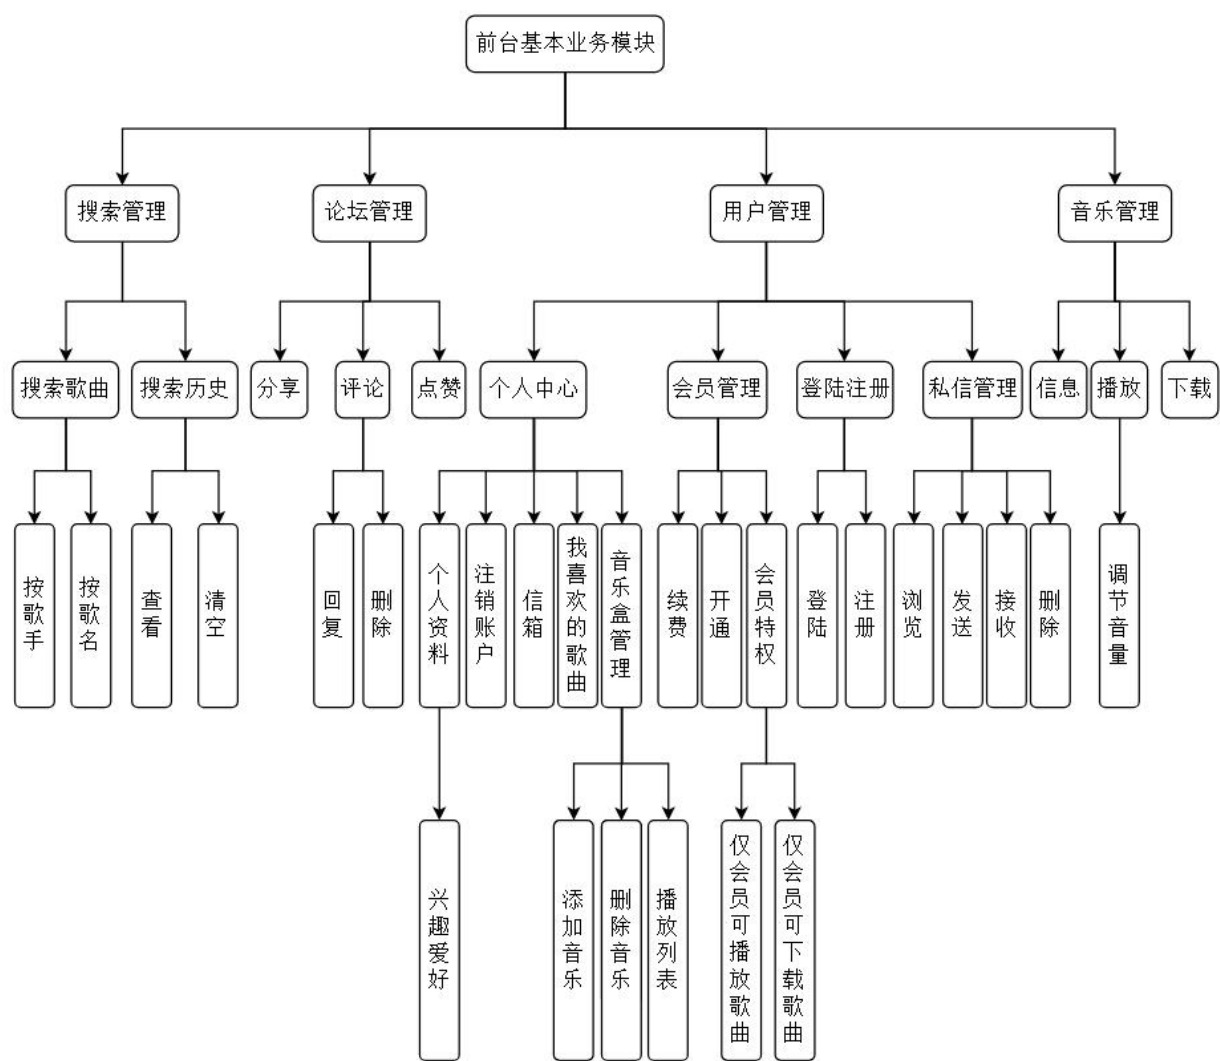 前台基本业务模块
搜索管理
论坛管理
用户管理
音乐管理
搜索歌曲
搜索历史
分享
评论
点赞
个人中心
会员管理
登陆注册
私信管理
信息
播放
下载
按歌手
按歌名
查看
清空
回复
删除
个人资料
注销账户
信箱
我喜欢的歌曲
音乐盒管理
续费
开通
会员特权
登陆
注册
浏览
发送
接收
删除
调节音量
兴趣爱好
添加音乐
删除音乐
播放列表
仅会员可播放歌曲
仅会员可下载歌曲